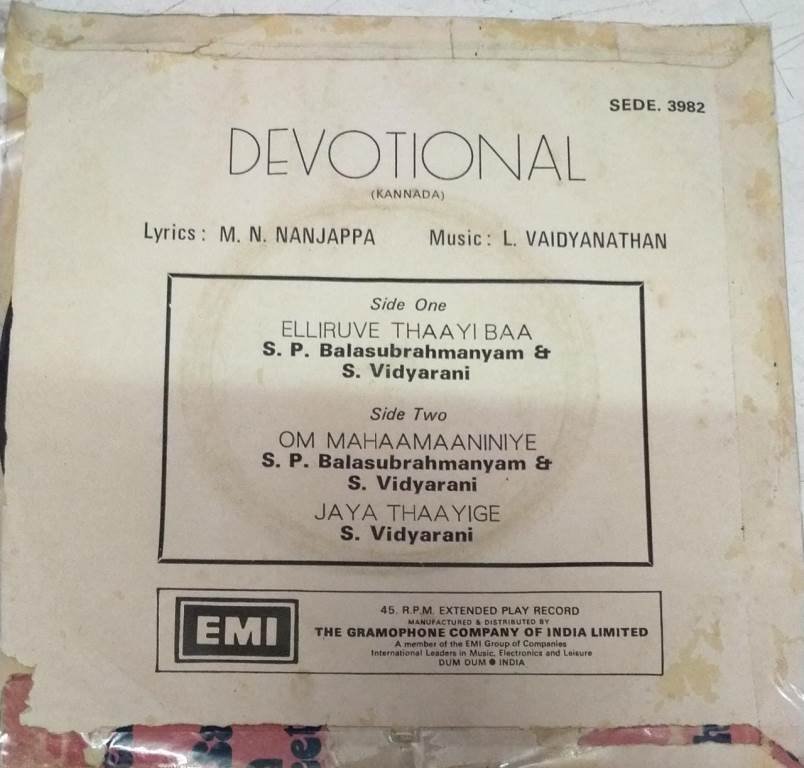 SEDE. 3982
DEVOTIONAL
(KANNADA)
Lyrics : M. N. NANJAPPA Music : L. VAIDYANATHAN
Side One
ELLIRUVE THAAYI BAA
S. P. Balasubrahmanyam &
S. Vidyarani
Side Two
OM MAHAAMAANINIYE
S. P. Balasubrahmanyam &
S. Vidyarani
JAYA THAAYIGE
S. Vidyarani
EMI
45. R.P.M. EXTENDED PLAY RECORD
MANUFACTURED & DISTRIBUTED BY
THE GRAMOPHONE COMPANY OF INDIA LIMITED
A member of the EMI Group of Companies
International Leaders in Music, Electronics and Leisure
DUM DUM ● INDIA